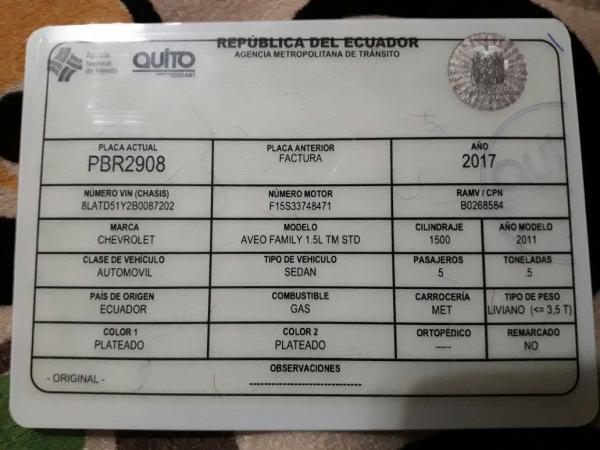 REPÚBLICA DEL ECUADOR
AGENCIA METROPOLITANA DE TRÁNSITO
Agencia
Nacional
de Tránsito
QUITO
PLACA ACTUAL PLACA ANTERIOR AÑO
PBR2908 FACTURA 2017
NÚMERO VIN (CHASIS) NÚMERO MOTOR RAMV / CPN
8LATD51Y2B0087202 F15S33748471 B0268584
MARCA MODELO CILINDRAJE AÑO MODELO
CHEVROLET AVEO FAMILY 1.5L TM STD 1500 2011
CLASE DE VEHÍCULO TIPO DE VEHICULO PASAJEROS TONELADAS
AUTOMOVIL SEDAN 5 .5
PAÍS DE ORIGEN COMBUSTIBLE CARROCERÍA TIPO DE PESO
ECUADOR GAS MET LIVIANO (<= 3,5 T)
COLOR 1 COLOR 2 ORTOPÉDICO REMARCADO
PLATEADO PLATEADO ----- NO
OBSERVACIONES
- ORIGINAL - -----------------------------